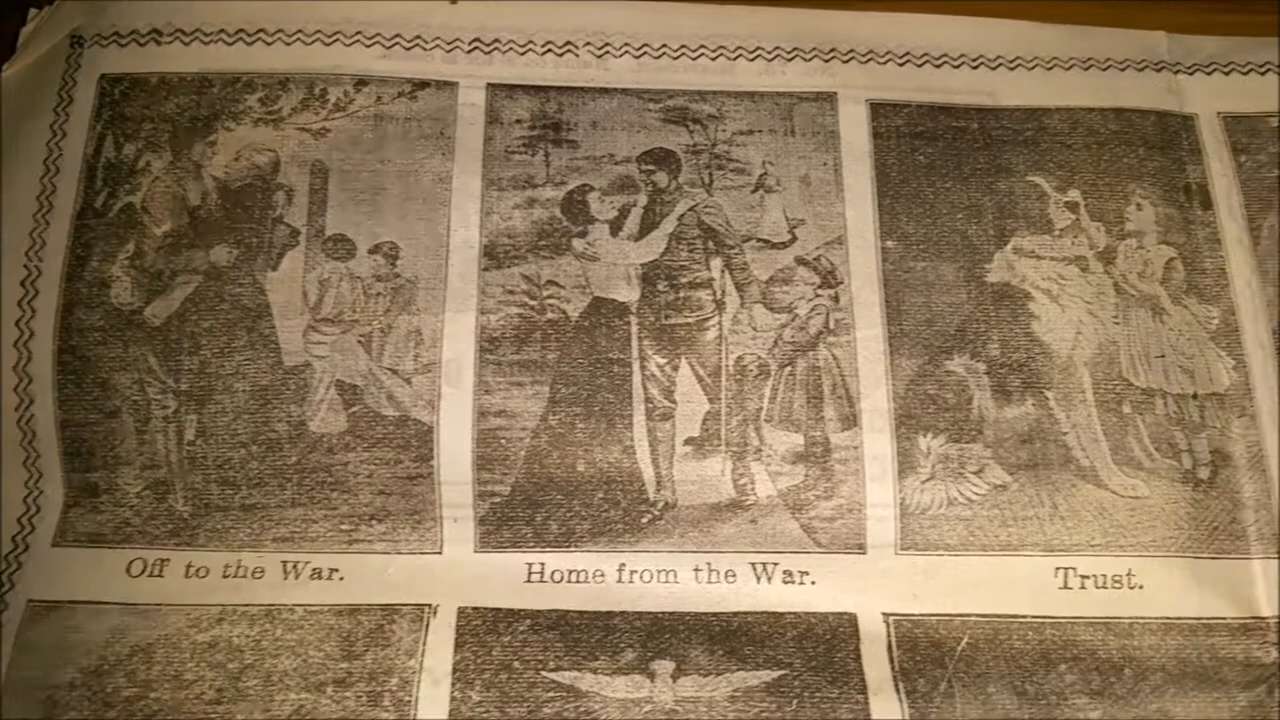 Off to the War.
Home from the War.
Trust.